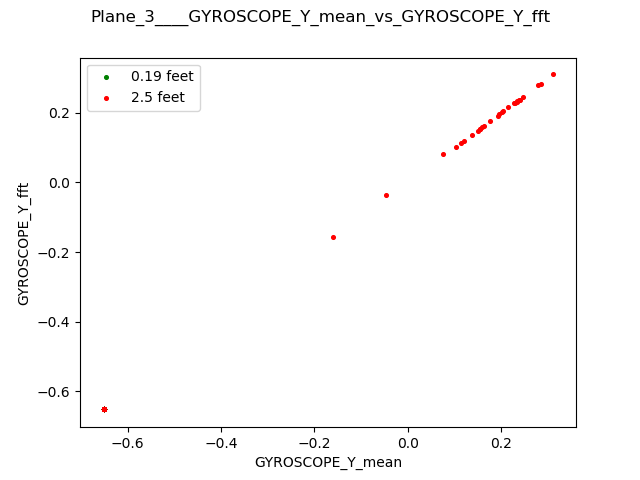 Plane_3____GYROSCOPE_Y_mean_vs_GYROSCOPE_Y_fft
0.19 feet
2.5 feet
GYROSCOPE_Y_fft
0.2
0.0
−0.2
−0.4
−0.6
−0.6
−0.4
−0.2
0.0
0.2
GYROSCOPE_Y_mean